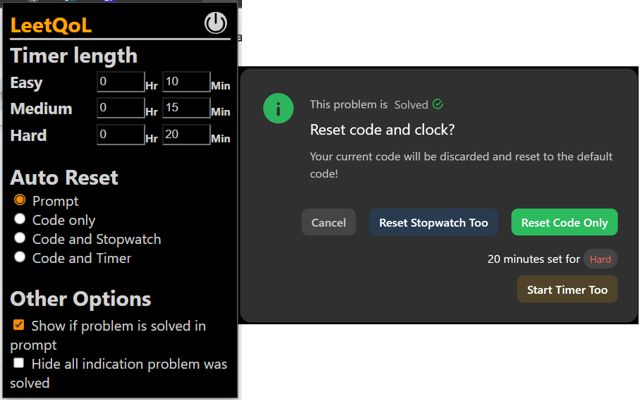 LeetQoL
Timer length
Easy 0 Hr 10 Min
Medium 0 Hr 15 Min
Hard 0 Hr 20 Min
Auto Reset
Prompt
Code only
Code and Stopwatch
Code and Timer
Other Options
Show if problem is solved in
prompt
Hide all indication problem was
solved
a
This problem is Solved
Reset code and clock?
Your current code will be discarded and reset to the default
code!
Cancel Reset Stopwatch Too Reset Code Only
20 minutes set for Hard
Start Timer Too